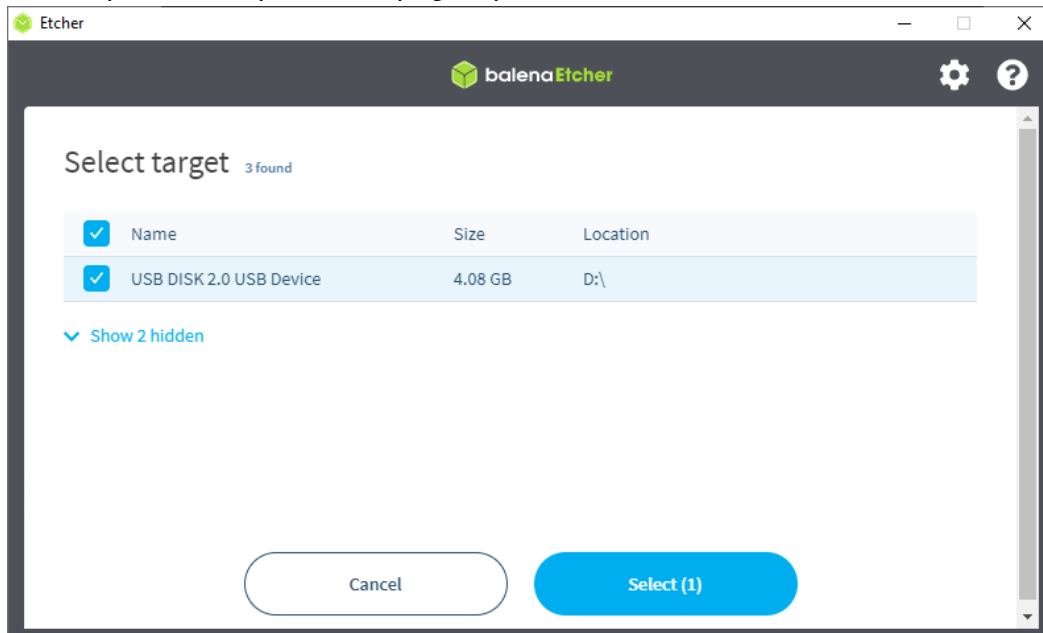 Etcher
balenaEtcher
Select target 3 found
Name Size Location
USB DISK 2.0 USB Device 4.08 GB D:\
Show 2 hidden
Cancel Select (1)